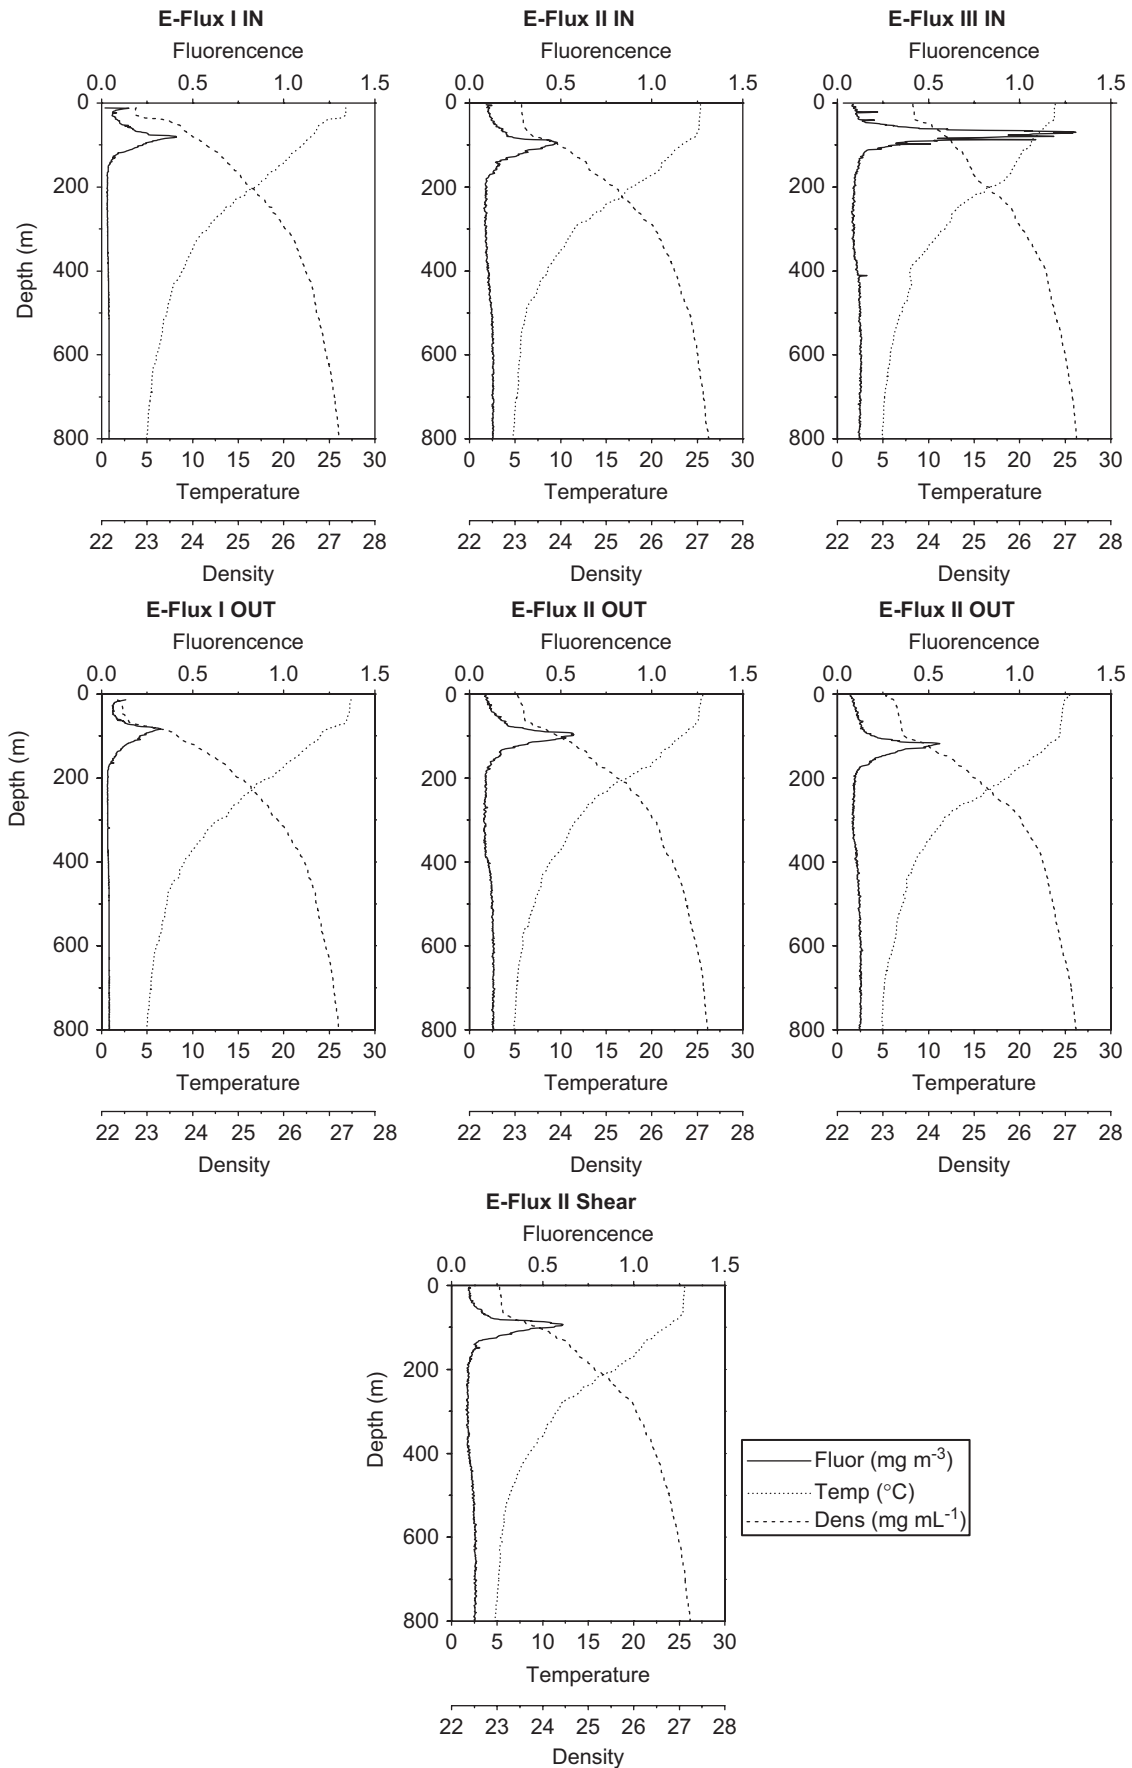 E-Flux I IN
E-Flux II IN
E-Flux III IN
Fluorencence
Fluorencence
Fluorencence
0.0 0.5 1.0 1.5
0.0 0.5 1.0 1.5
0.0 0.5 1.0 1.5
Depth (m)
0
200
400
600
800
0
200
400
600
800
0
200
400
600
800
0 5 10 15 20 25 30
0 5 10 15 20 25 30
0 5 10 15 20 25 30
Temperature
Temperature
Temperature
22 23 24 25 26 27 28
22 23 24 25 26 27 28
22 23 24 25 26 27 28
Density
Density
Density
E-Flux I OUT
E-Flux II OUT
E-Flux II OUT
Fluorencence
Fluorencence
Fluorencence
0.0 0.5 1.0 1.5
0.0 0.5 1.0 1.5
0.0 0.5 1.0 1.5
Depth (m)
0
200
400
600
800
0
200
400
600
800
0
200
400
600
800
0 5 10 15 20 25 30
0 5 10 15 20 25 30
0 5 10 15 20 25 30
Temperature
Temperature
Temperature
22 23 24 25 26 27 28
22 23 24 25 26 27 28
22 23 24 25 26 27 28
Density
Density
Density
E-Flux II Shear
Fluorencence
0.0 0.5 1.0 1.5
Depth (m)
0
200
400
600
800
0 5 10 15 20 25 30
Temperature
22 23 24 25 26 27 28
Density
Fluor (mg m-3)
Temp (°C)
Dens (mg mL-1)